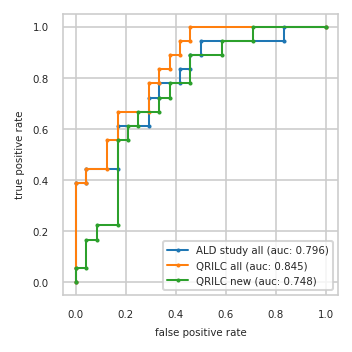 1.0
0.8
0.6
0.4
0.2
0.0
true positive rate
ALD study all (auc: 0.796)
QRILC all (auc: 0.845)
QRILC new (auc: 0.748)
0.0 0.2 0.4 0.6 0.8 1.0
false positive rate